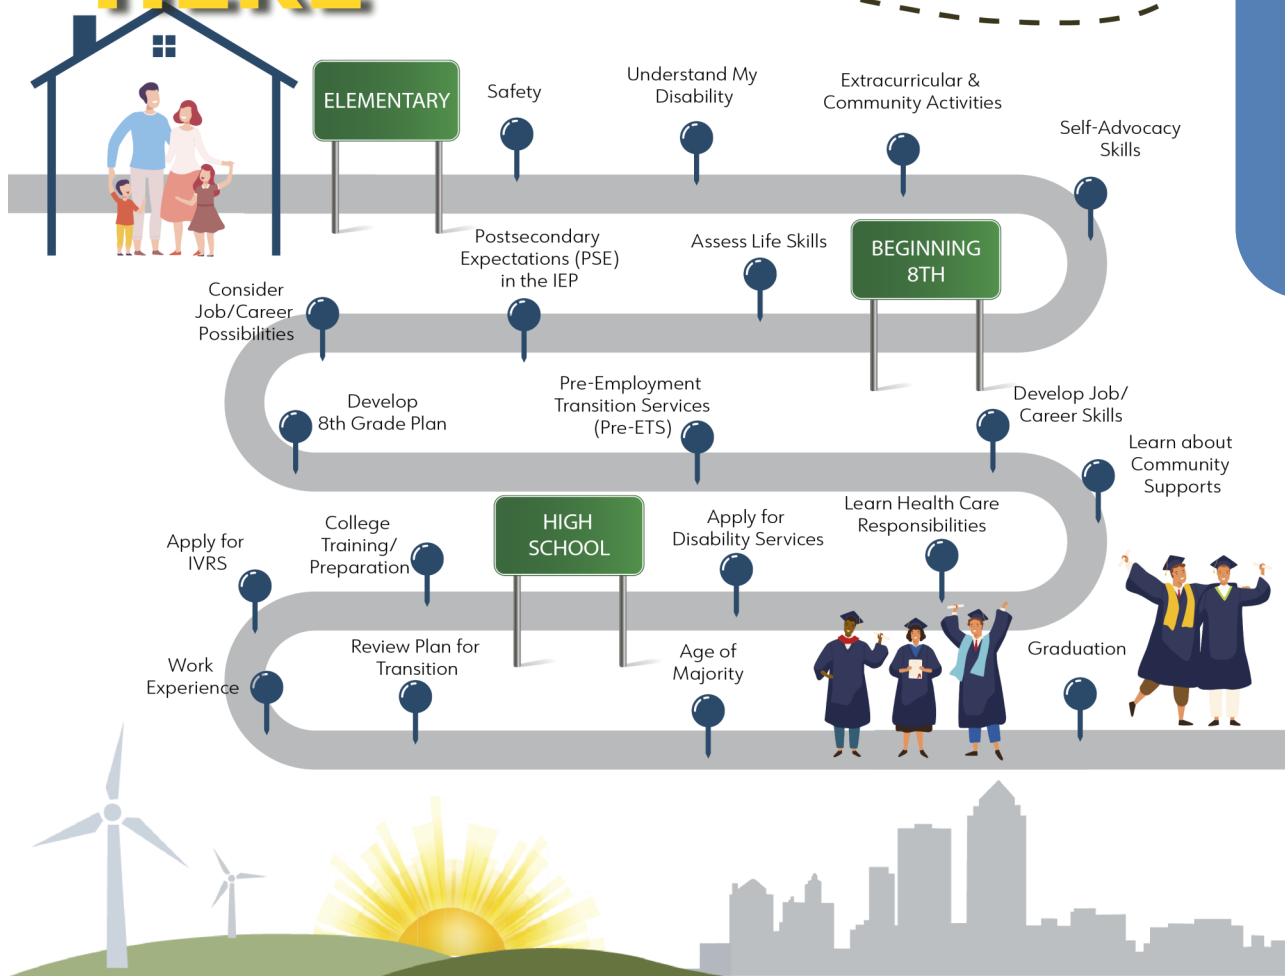 HERE
ELEMENTARY
Safety
Understand My
Disability
Extracurricular &
Community Activities
Self-Advocacy
Skills
BEGINNING
8TH
Assess Life Skills
Postsecondary
Expectations (PSE)
in the IEP
Consider
Job/Career
Possibilities
Develop
8th Grade Plan
Pre-Employment
Transition Services
(Pre-ETS)
Develop Job/
Career Skills
Learn about
Community
Supports
Learn Health Care
Responsibilities
Apply for
Disability Services
HIGH
SCHOOL
College
Training/
Preparation
Apply for
IVRS
Work
Experience
Review Plan for
Transition
Age of
Majority
Graduation